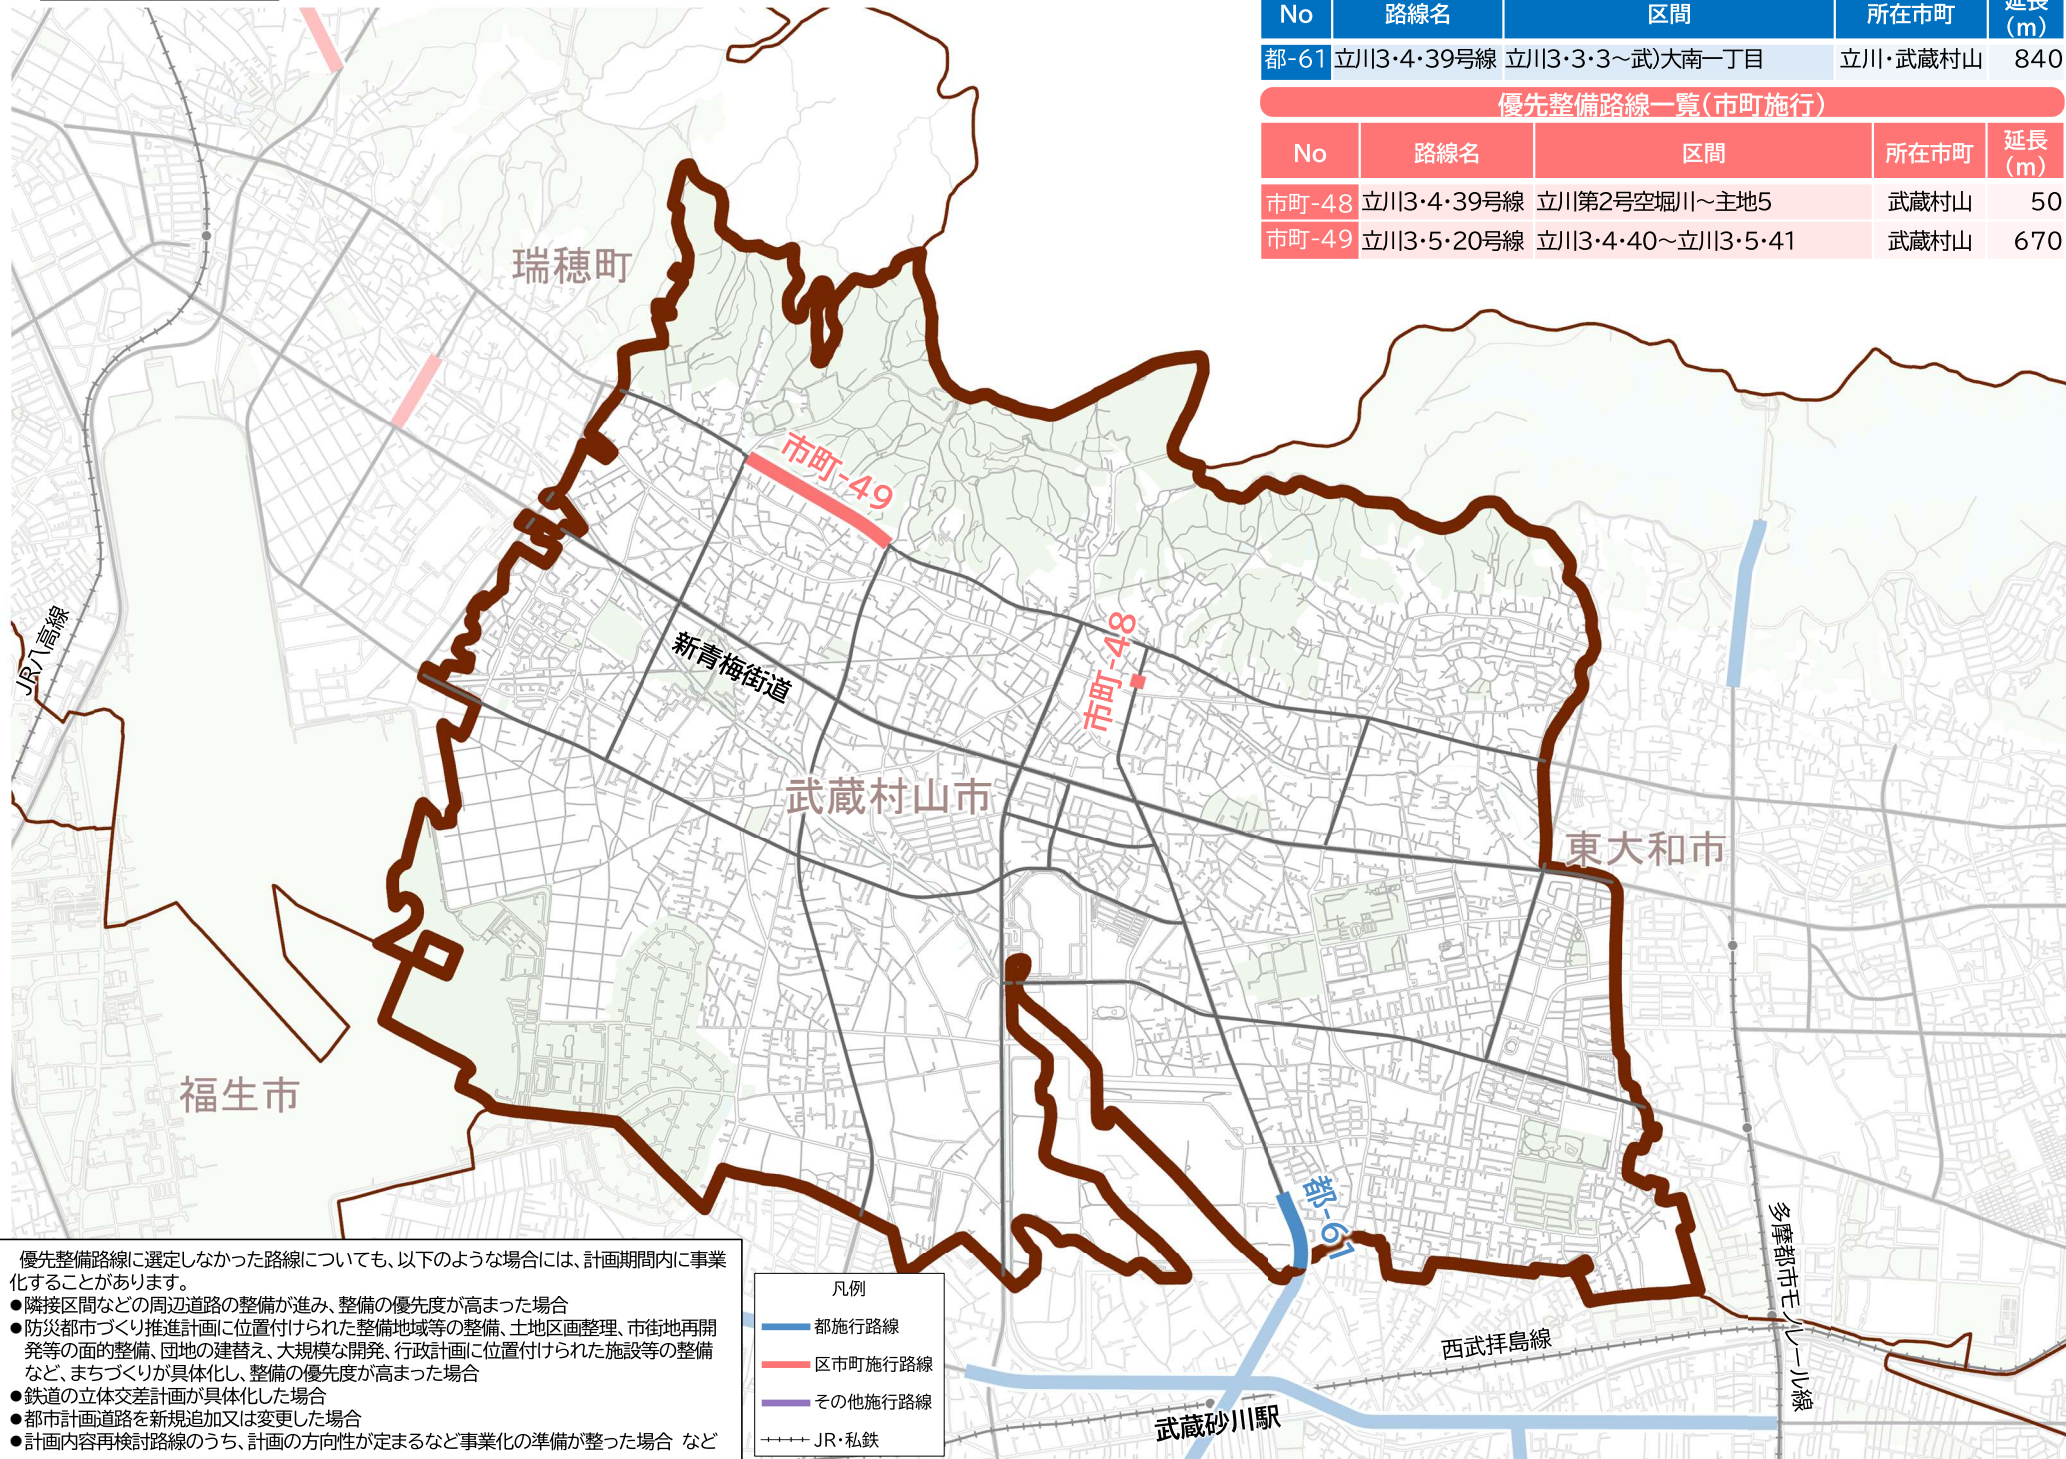 No 路線名 区間 所在市町 延長
(m)
都-61 立川3・4・39号線 立川3・3・3～武)大南一丁目 立川・武蔵村山 840
優先整備路線一覧(市町施行)
No 路線名 区間 所在市町 延長
(m)
市町-48 立川3・4・39号線 立川第2号空堀川～主地5 武蔵村山 50
市町-49 立川3・5・20号線 立川3・4・40～立川3・5・41 武蔵村山 670
瑞穂町
市町-49
JR八高線
新青梅街道
市町-48
武蔵村山市
東大和市
福生市
都-61
多摩都市モノレール線
西武拝島線
武蔵砂川駅
優先整備路線に選定しなかった路線についても、以下のような場合には、計画期間内に事業
化することがあります。
●隣接区間などの周辺道路の整備が進み、整備の優先度が高まった場合
●防災都市づくり推進計画に位置付けられた整備地域等の整備、土地区画整理、市街地再開
発等の面的整備、団地の建替え、大規模な開発、行政計画に位置付けられた施設等の整備
など、まちづくりが具体化し、整備の優先度が高まった場合
●鉄道の立体交差計画が具体化した場合
●都市計画道路を新規追加又は変更した場合
●計画内容再検討路線のうち、計画の方向性が定まるなど事業化の準備が整った場合 など
凡例
都施行路線
区市町施行路線
その他施行路線
JR・私鉄